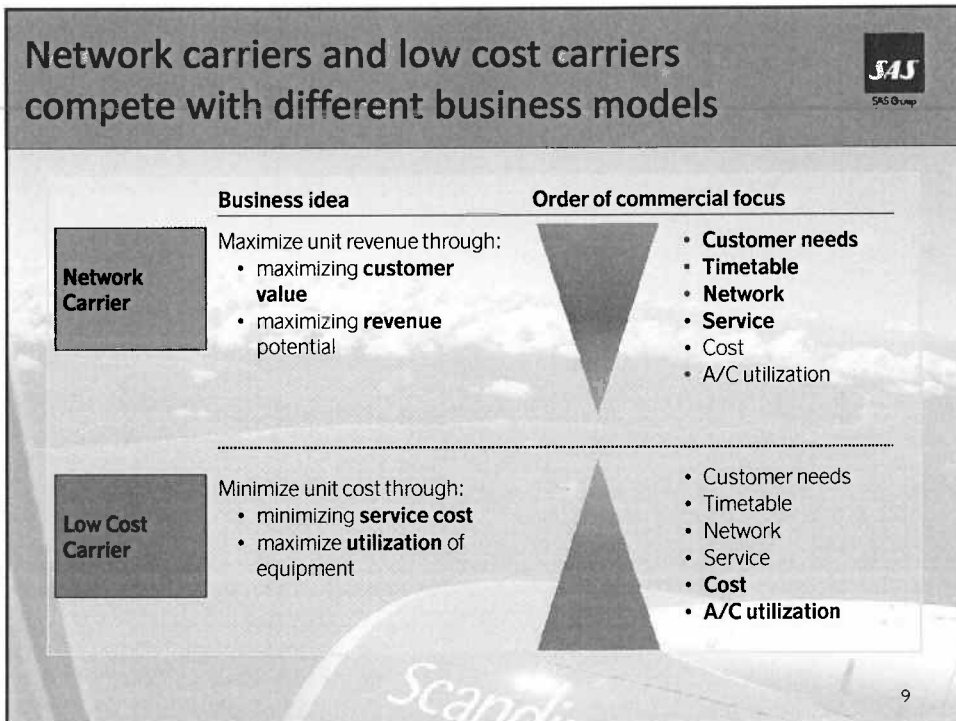 Network carriers and low cost carriers
compete with different business models
SAS
SAS Group
Business idea
Order of commercial focus
Network
Carrier
Maximize unit revenue through:
• maximizing customer
value
• maximizing revenue
potential
• Customer needs
• Timetable
• Network
• Service
• Cost
• A/C utilization
Low Cost
Carrier
Minimize unit cost through:
• minimizing service cost
• maximize utilization of
equipment
• Customer needs
• Timetable
• Network
• Service
• Cost
• A/C utilization
Scandi
9